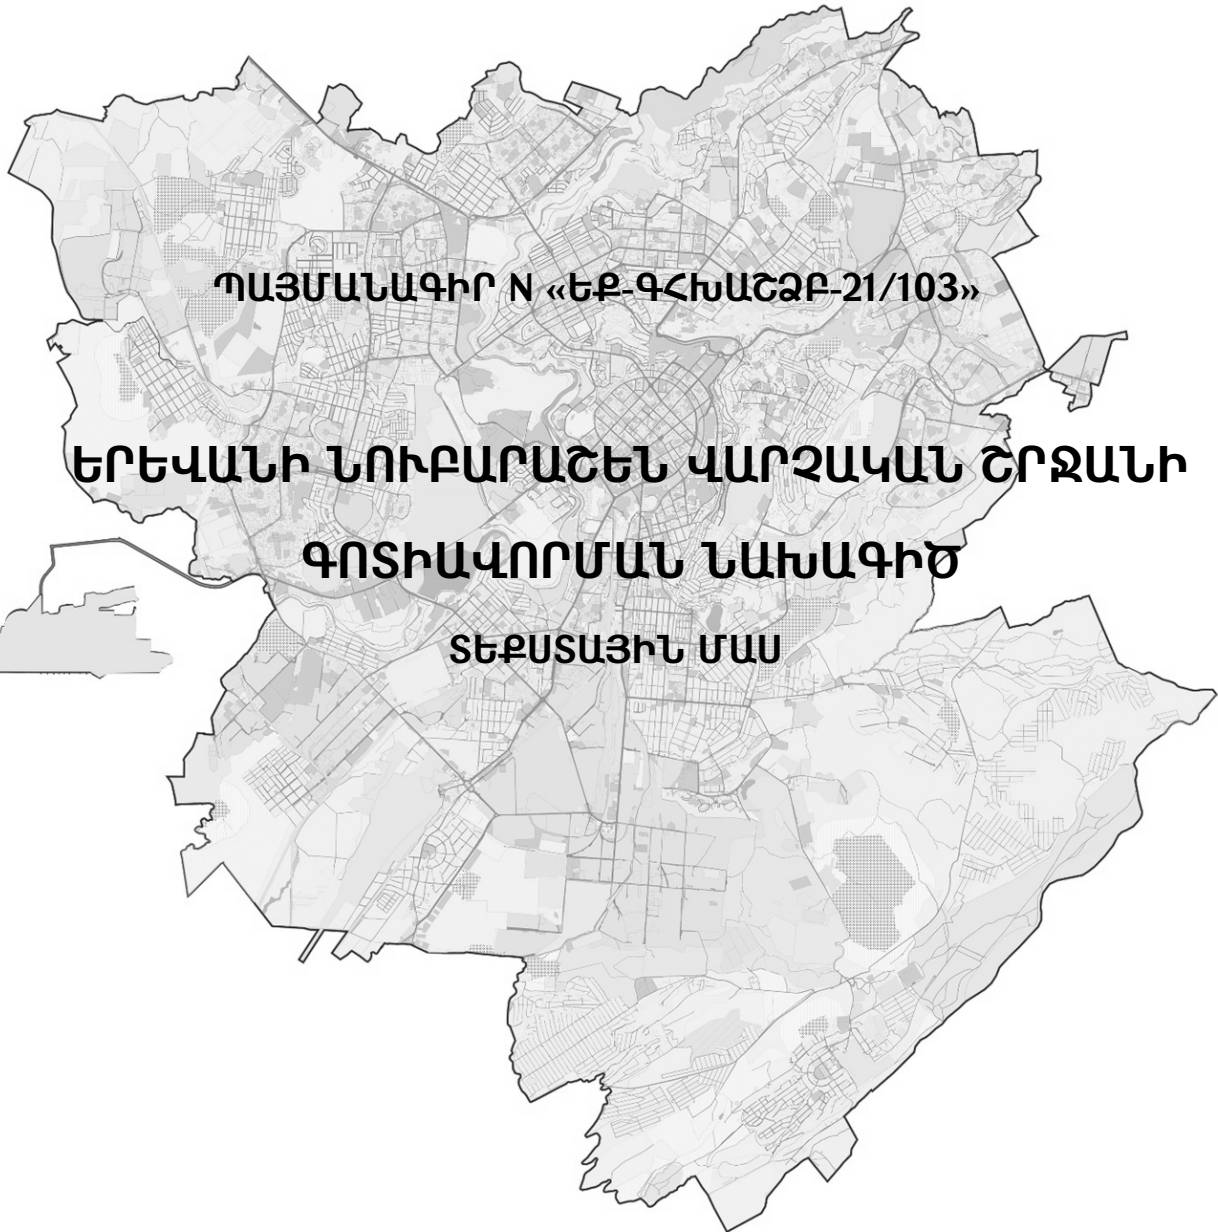 ՊԱՅՄԱՆԱԳԻՐ N «ԵՔ-ԳՀԽԱՇՁԲ-21/103»
ԵՐԵՎԱՆԻ ՆՈՒԲԱՐԱՇԵՆ ՎԱՐՉԱԿԱՆ ՇՐՋԱՆԻ
ԳՈՏԻԱՎՈՐՄԱՆ ՆԱԽԱԳԻԾ
ՏԵՔՍՏԱՅԻՆ ՄԱՍ